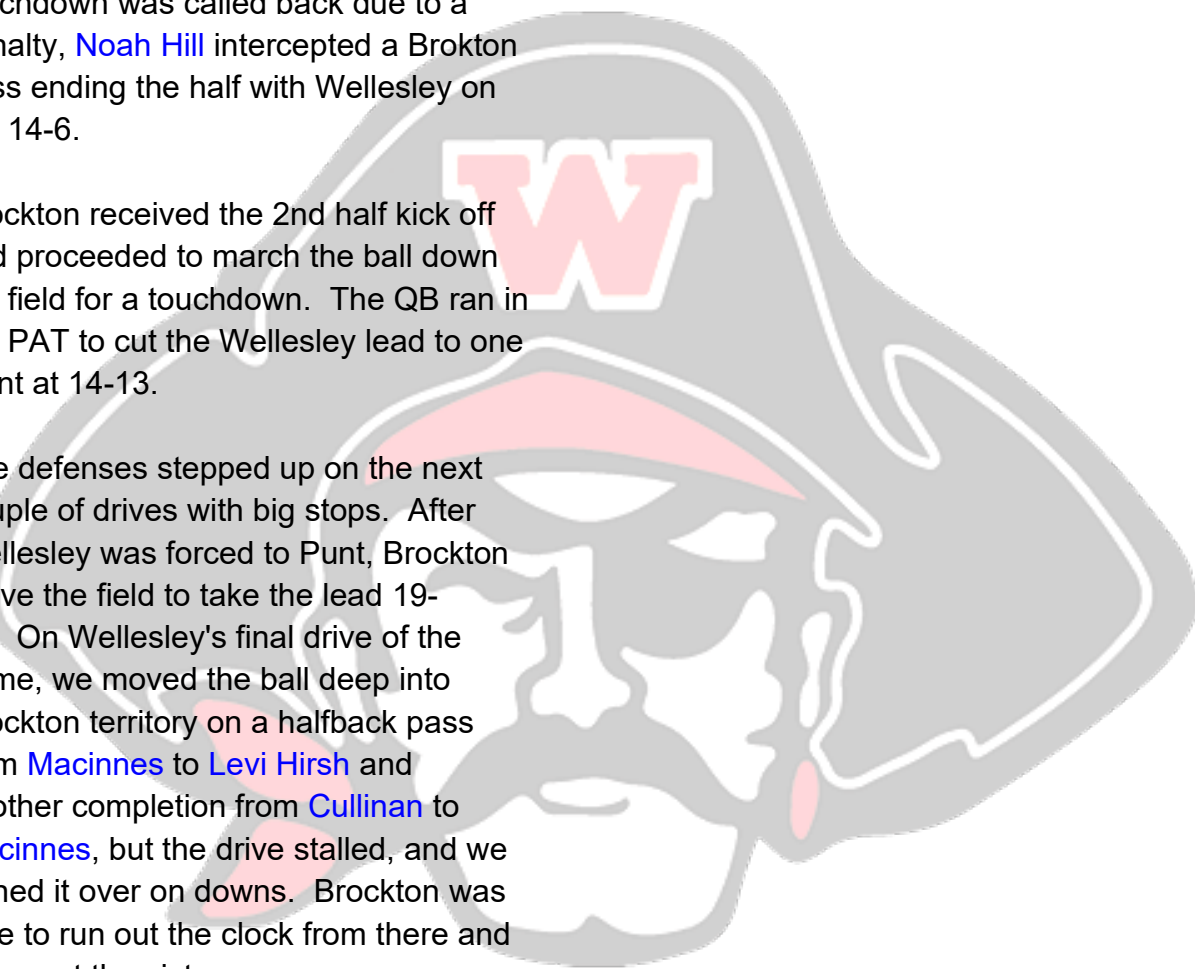 chdown was called back due to a
nalty, Noah Hill intercepted a Brokton
ss ending the half with Wellesley on
14-6.
ockton received the 2nd half kick off
d proceeded to march the ball down
field for a touchdown.  The QB ran in
PAT to cut the Wellesley lead to one
nt at 14-13.
e defenses stepped up on the next
uple of drives with big stops.  After
ellesley was forced to Punt, Brockton
ve the field to take the lead 19-
On Wellesley's final drive of the
me, we moved the ball deep into
ockton territory on a halfback pass
m Macinnes to Levi Hirsh and
other completion from Cullinan to
cinnes, but the drive stalled, and we
ned it over on downs.  Brockton was
e to run out the clock from there and
W